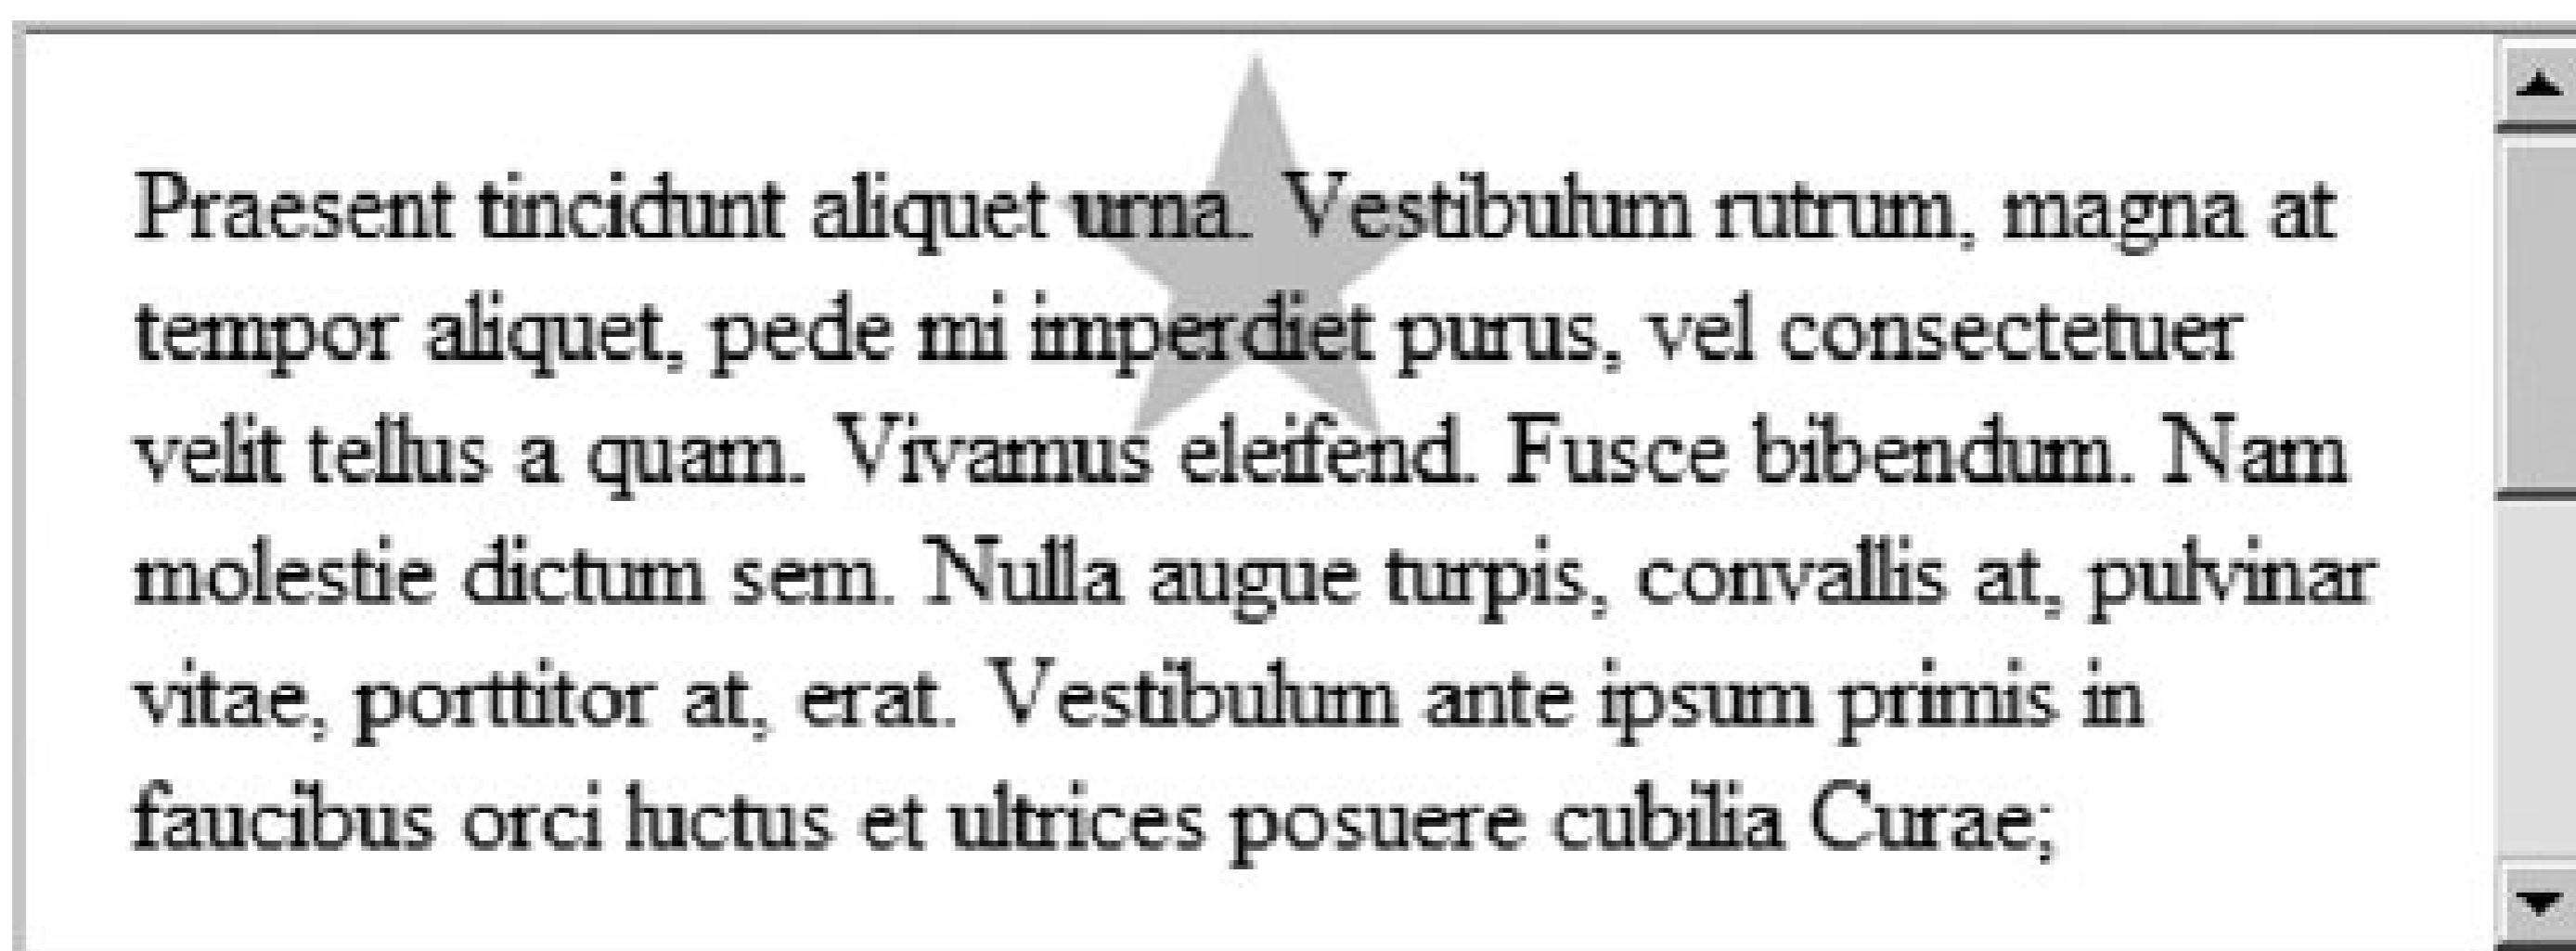 Praesent tincidunt aliquet urna. Vestibulum rutrum, magna at
tempor aliquet, pede mi imperdiet purus, vel consectetuer
velit tellus a quam. Vivamus eleifend. Fusce bibendum. Nam
molestie dictum sem. Nulla augue turpis, convallis at, pulvinar
vitae, porttitor at, erat. Vestibulum ante ipsum primis in
faucibus orci luctus et ultrices posuere cubilia Curae;